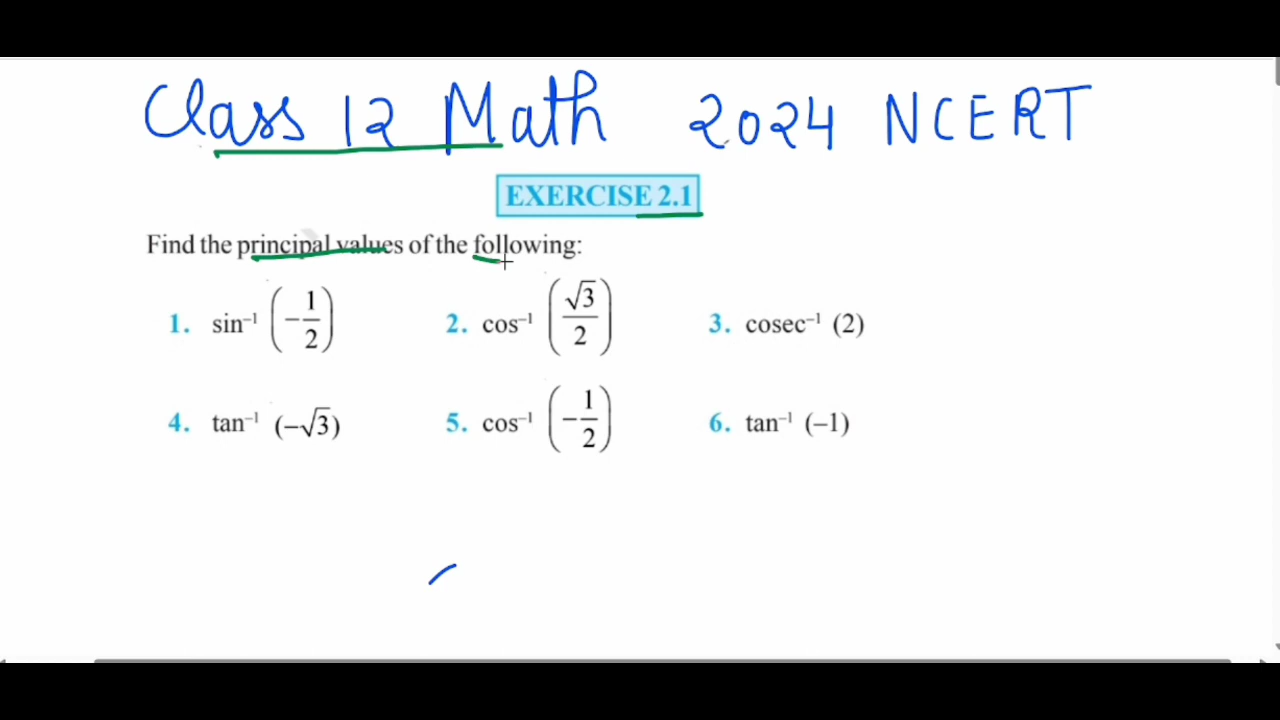 Class 12 Math 2024 NCERT
EXERCISE 2.1
Find the principal values of the following:
1. sin⁻¹ (−1/2) 2. cos⁻¹ (√3/2) 3. cosec⁻¹ (2)
4. tan⁻¹ (−√3) 5. cos⁻¹ (−1/2) 6. tan⁻¹ (−1)